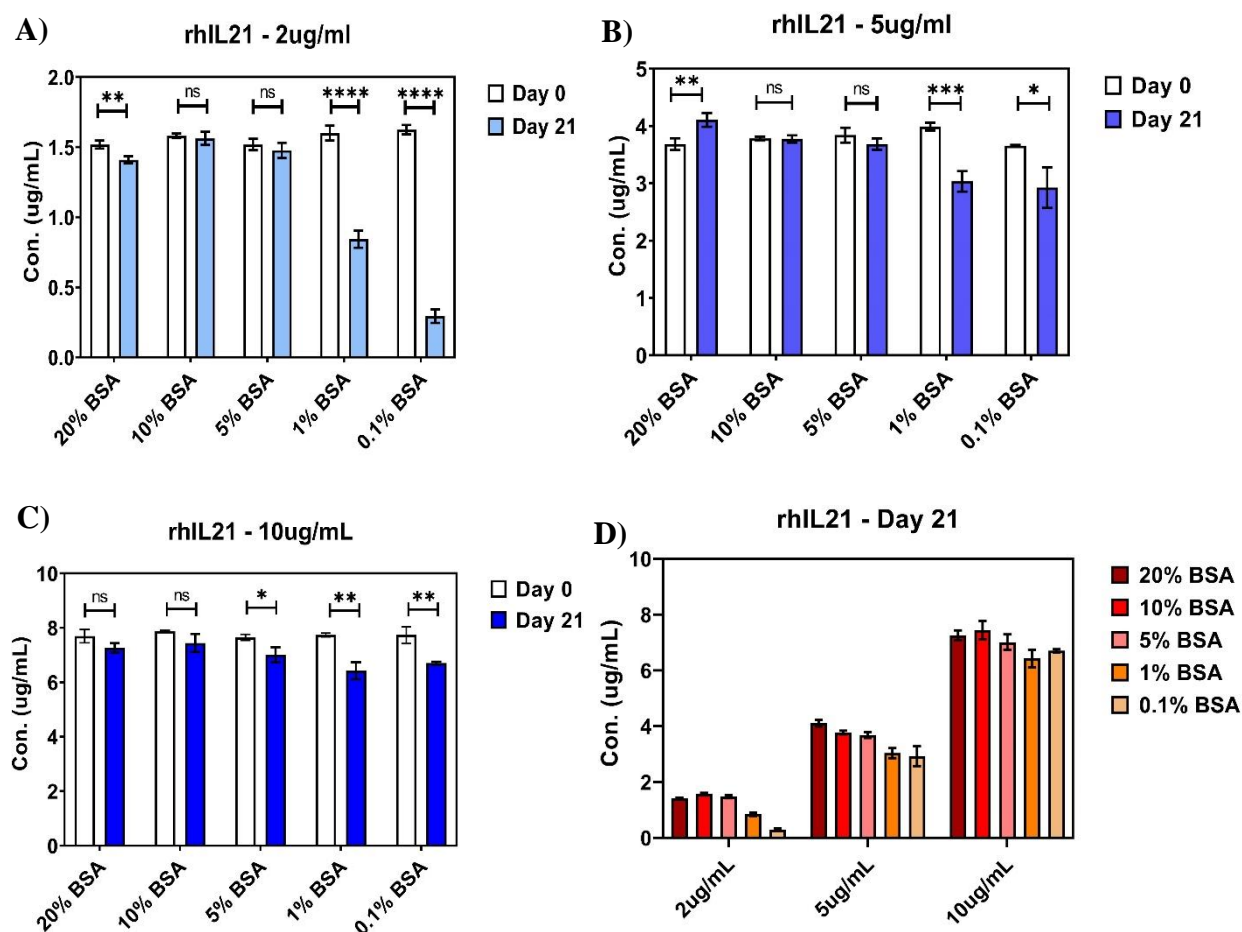 A)
rhIL21 - 2ug/ml
Con. (ug/mL)
2.0
1.5
1.0
0.5
0.0
** ns ns **** ****
20% BSA
10% BSA
5% BSA
1% BSA
0.1% BSA
Day 0
Day 21
B)
rhIL21 - 5ug/ml
Con. (ug/mL)
5
4
3
2
1
0
** ns ns *** *
20% BSA
10% BSA
5% BSA
1% BSA
0.1% BSA
Day 0
Day 21
C)
rhIL21 - 10ug/mL
Con. (ug/mL)
10
8
6
4
2
0
ns ns * ** **
20% BSA
10% BSA
5% BSA
1% BSA
0.1% BSA
Day 0
Day 21
D)
rhIL21 - Day 21
Con. (ug/mL)
10
8
6
4
2
0
2ug/mL
5ug/mL
10ug/mL
20% BSA
10% BSA
5% BSA
1% BSA
0.1% BSA